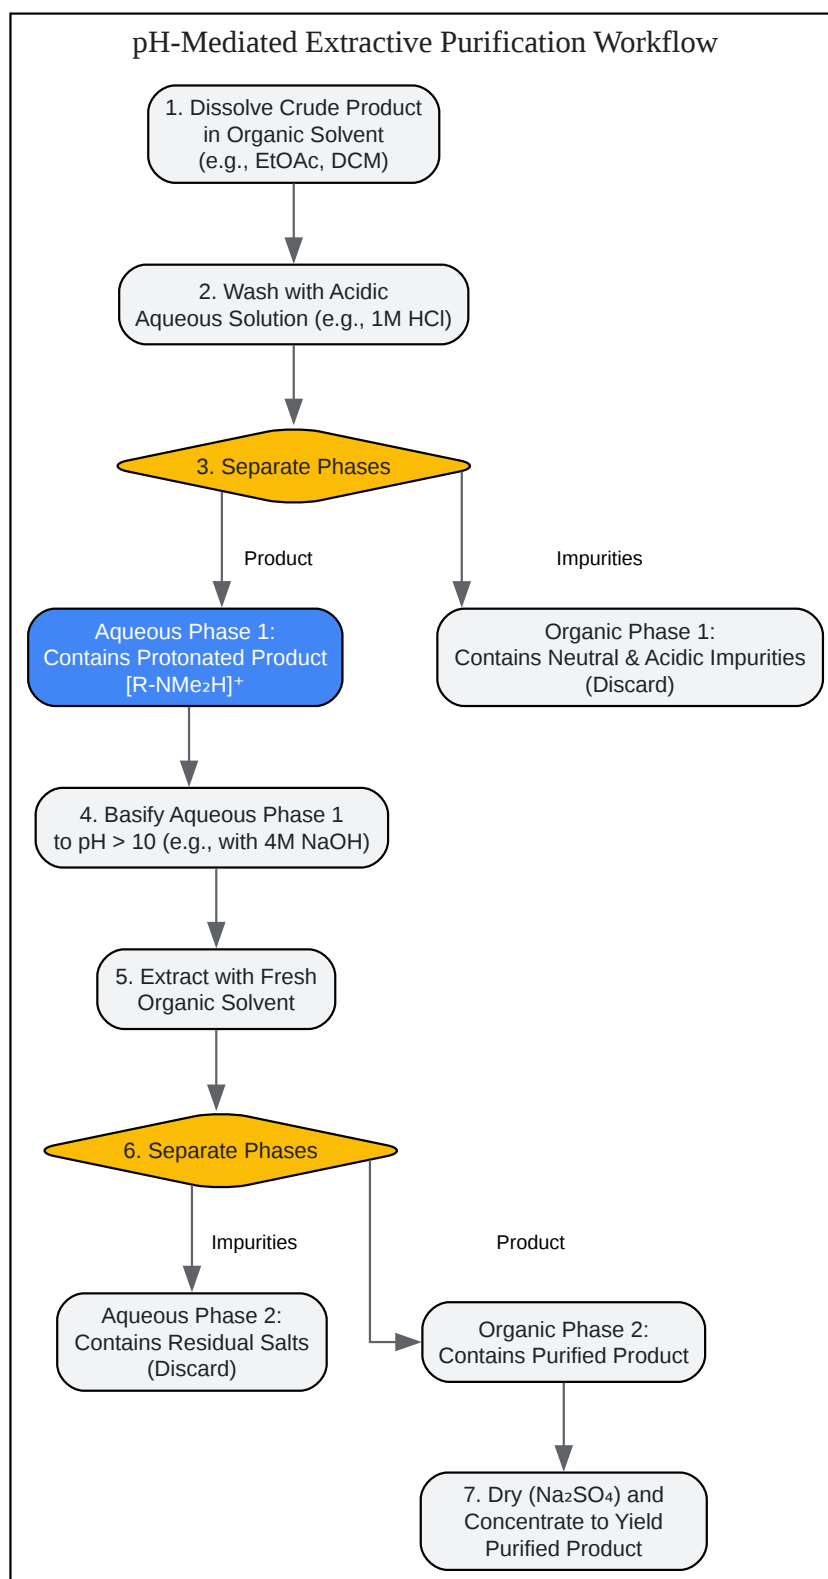 pH-Mediated Extractive Purification Workflow
1. Dissolve Crude Product
in Organic Solvent
(e.g., EtOAc, DCM)
2. Wash with Acidic
Aqueous Solution (e.g., 1M HCl)
3. Separate Phases
Product
Impurities
Aqueous Phase 1:
Contains Protonated Product
[R-NMe₂H]⁺
Organic Phase 1:
Contains Neutral & Acidic Impurities
(Discard)
4. Basify Aqueous Phase 1
to pH > 10 (e.g., with 4M NaOH)
5. Extract with Fresh
Organic Solvent
6. Separate Phases
Impurities
Product
Aqueous Phase 2:
Contains Residual Salts
(Discard)
Organic Phase 2:
Contains Purified Product
7. Dry (Na₂SO₄) and
Concentrate to Yield
Purified Product